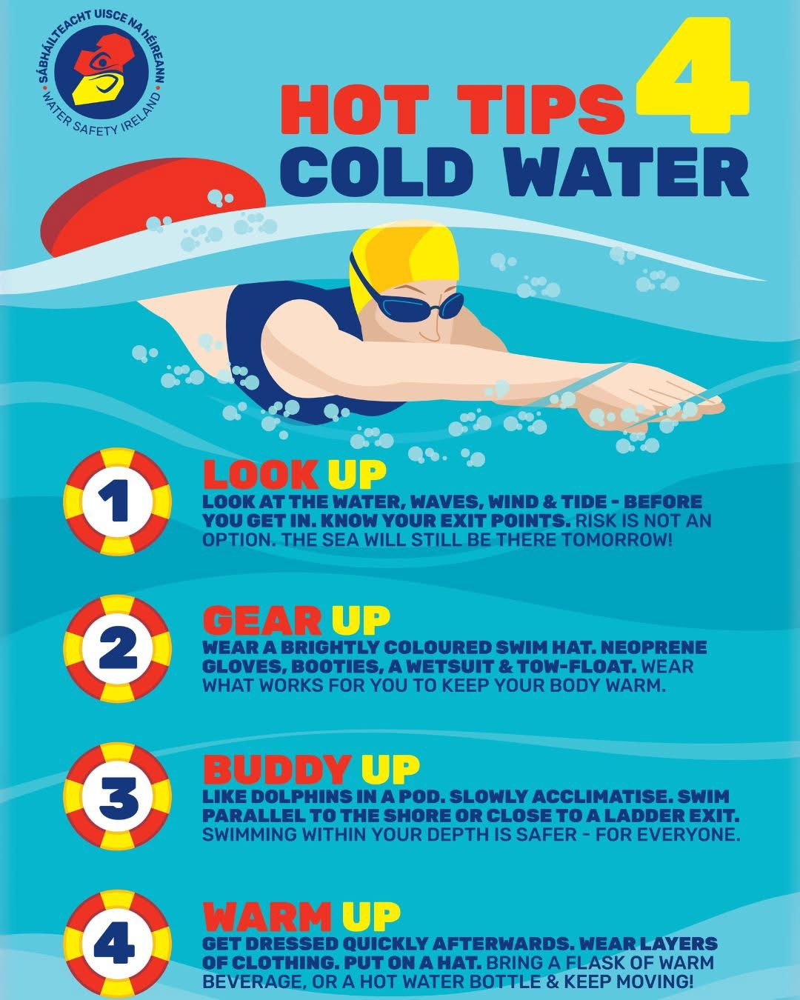 SÁBHÁILTEACHT UISCE NA hÉIREANN
WATER SAFETY IRELAND
HOT TIPS 4
COLD WATER
1
LOOK UP
LOOK AT THE WATER, WAVES, WIND & TIDE - BEFORE
YOU GET IN. KNOW YOUR EXIT POINTS. RISK IS NOT AN
OPTION. THE SEA WILL STILL BE THERE TOMORROW!
2
GEAR UP
WEAR A BRIGHTLY COLOURED SWIM HAT. NEOPRENE
GLOVES, BOOTIES, A WETSUIT & TOW-FLOAT. WEAR
WHAT WORKS FOR YOU TO KEEP YOUR BODY WARM.
3
BUDDY UP
LIKE DOLPHINS IN A POD. SLOWLY ACCLIMATISE. SWIM
PARALLEL TO THE SHORE OR CLOSE TO A LADDER EXIT.
SWIMMING WITHIN YOUR DEPTH IS SAFER - FOR EVERYONE.
4
WARM UP
GET DRESSED QUICKLY AFTERWARDS. WEAR LAYERS
OF CLOTHING. PUT ON A HAT. BRING A FLASK OF WARM
BEVERAGE, OR A HOT WATER BOTTLE & KEEP MOVING!